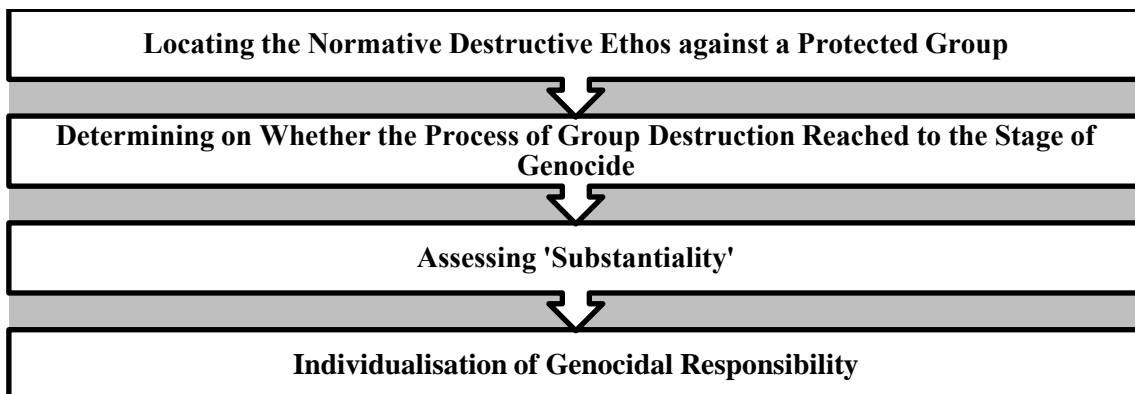 Locating the Normative Destructive Ethos against a Protected Group
Determining on Whether the Process of Group Destruction Reached to the Stage of
Genocide
Assessing 'Substantiality'
Individualisation of Genocidal Responsibility